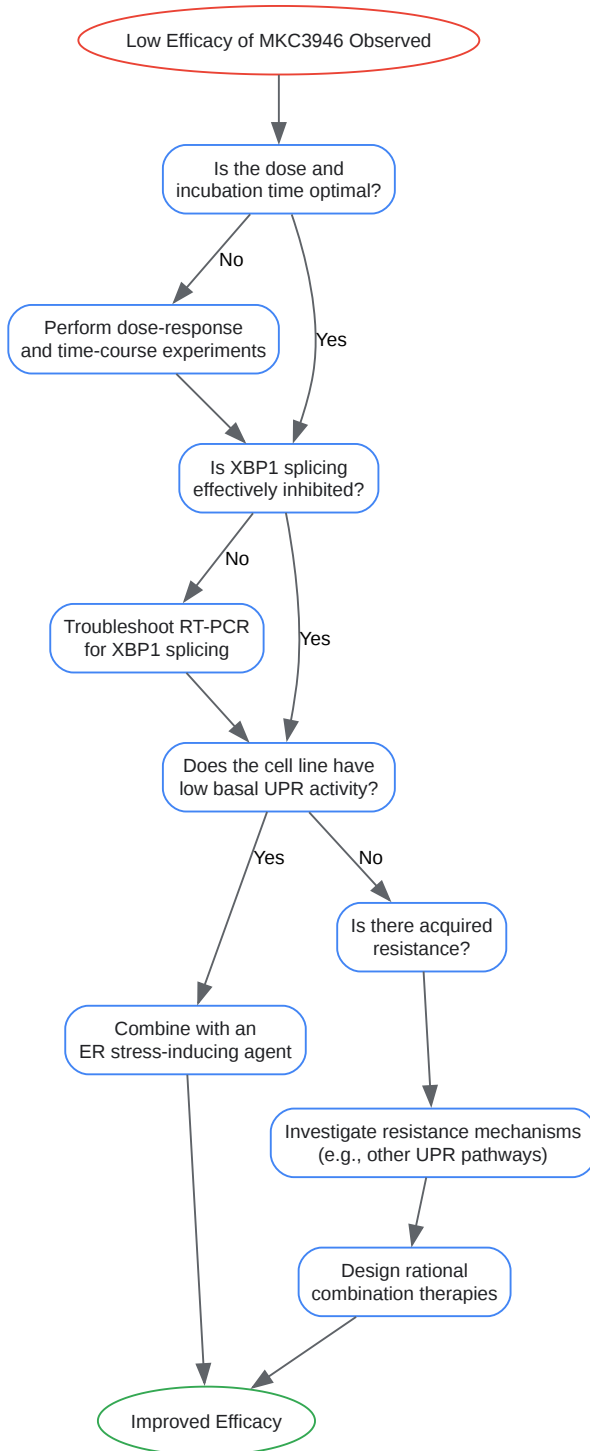 Low Efficacy of MKC3946 Observed
Is the dose and
incubation time optimal?
No
Perform dose-response
and time-course experiments
Yes
Is XBP1 splicing
effectively inhibited?
No
Troubleshoot RT-PCR
for XBP1 splicing
Yes
Does the cell line have
low basal UPR activity?
Yes
No
Is there acquired
resistance?
Combine with an
ER stress-inducing agent
Investigate resistance mechanisms
(e.g., other UPR pathways)
Design rational
combination therapies
Improved Efficacy